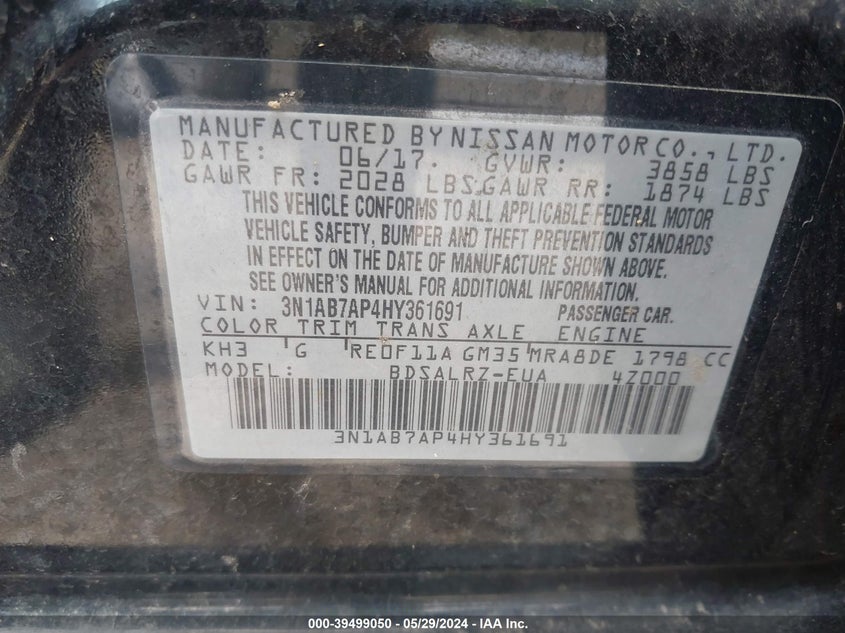 MANUFACTURED BY NISSAN MOTOR CO., LTD.
DATE: 06/17. GVWR: 3858 LBS
GAWR FR: 2028 LBS. GAWR RR: 1874 LBS
THIS VEHICLE CONFORMS TO ALL APPLICABLE FEDERAL MOTOR
VEHICLE SAFETY, BUMPER AND THEFT PREVENTION STANDARDS
IN EFFECT ON THE DATE OF MANUFACTURE SHOWN ABOVE.
SEE OWNER'S MANUAL FOR ADDITIONAL INFORMATION.
VIN: 3N1AB7AP4HY361691 PASSENGER CAR.
COLOR TRIM TRANS AXLE ENGINE
KH3 G RE0F11A GM35 MRA8DE 1798 CC
MODEL: BDSALRZ-EUA 4Z000
3N1AB7AP4HY361691
000-39499050 - 05/29/2024 - IAA Inc.